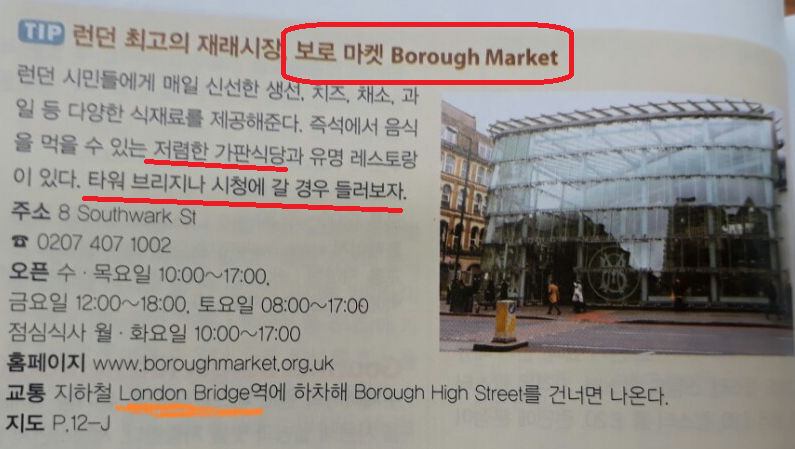 TIP 런던 최고의 재래시장 보로 마켓 Borough Market
런던 시민들에게 매일 신선한 생선, 치즈, 채소, 과
일 등 다양한 식재료를 제공해준다. 즉석에서 음식
을 먹을 수 있는 저렴한 가판식당과 유명 레스토랑
이 있다. 타워 브리지나 시청에 갈 경우 들러보자.
주소 8 Southwark St
☎ 0207 407 1002
오픈 수·목요일 10:00~17:00,
금요일 12:00~18:00, 토요일 08:00~17:00
점심식사 월·화요일 10:00~17:00
홈페이지 www.boroughmarket.org.uk
교통 지하철 London Bridge역에 하차해 Borough High Street를 건너면 나온다.
지도 P.12-J